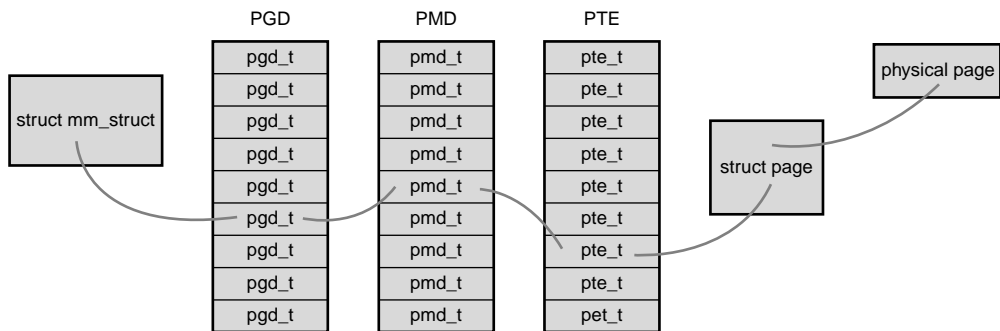 PGD PMD PTE
pgd_t pmd_t pte_t
pgd_t pmd_t pte_t
pgd_t pmd_t pte_t
pgd_t pmd_t pte_t
pgd_t pmd_t pte_t
pgd_t pmd_t pte_t
pgd_t pmd_t pte_t
pgd_t pmd_t pte_t
pgd_t pmd_t pet_t
struct mm_struct
struct page
physical page